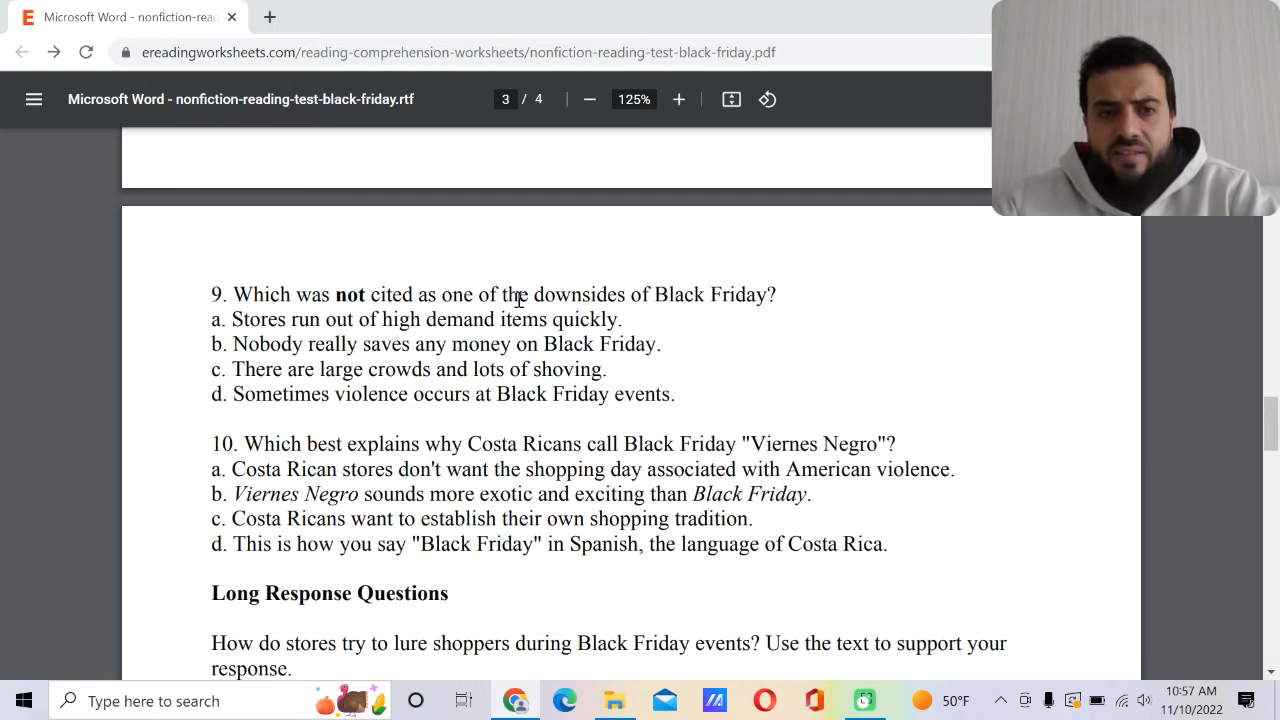 Microsoft Word - nonfiction-read
ereadingworksheets.com/reading-comprehension-worksheets/nonfiction-reading-test-black-friday.pdf
Microsoft Word - nonfiction-reading-test-black-friday.rtf 3 / 4 125%
9. Which was not cited as one of the downsides of Black Friday?
a. Stores run out of high demand items quickly.
b. Nobody really saves any money on Black Friday.
c. There are large crowds and lots of shoving.
d. Sometimes violence occurs at Black Friday events.
10. Which best explains why Costa Ricans call Black Friday "Viernes Negro"?
a. Costa Rican stores don't want the shopping day associated with American violence.
b. Viernes Negro sounds more exotic and exciting than Black Friday.
c. Costa Ricans want to establish their own shopping tradition.
d. This is how you say "Black Friday" in Spanish, the language of Costa Rica.
Long Response Questions
How do stores try to lure shoppers during Black Friday events? Use the text to support your
response.
Type here to search
50°F
10:57 AM
11/10/2022